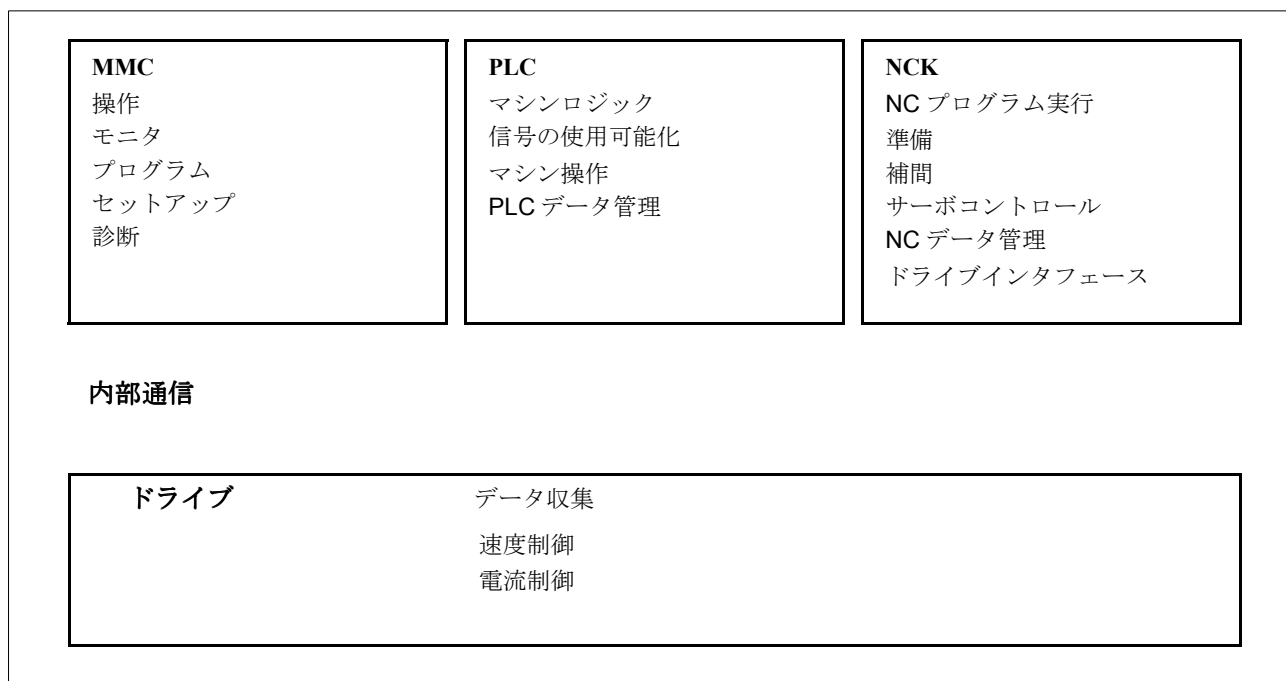 MMC
操作
モニタ
プログラム
セットアップ
診断
PLC
マシンロジック
信号の使用可能化
マシン操作
PLC データ管理
NCK
NC プログラム実行
準備
補間
サーボコントロール
NC データ管理
ドライブインタフェース
内部通信
ドライブ
データ収集
速度制御
電流制御